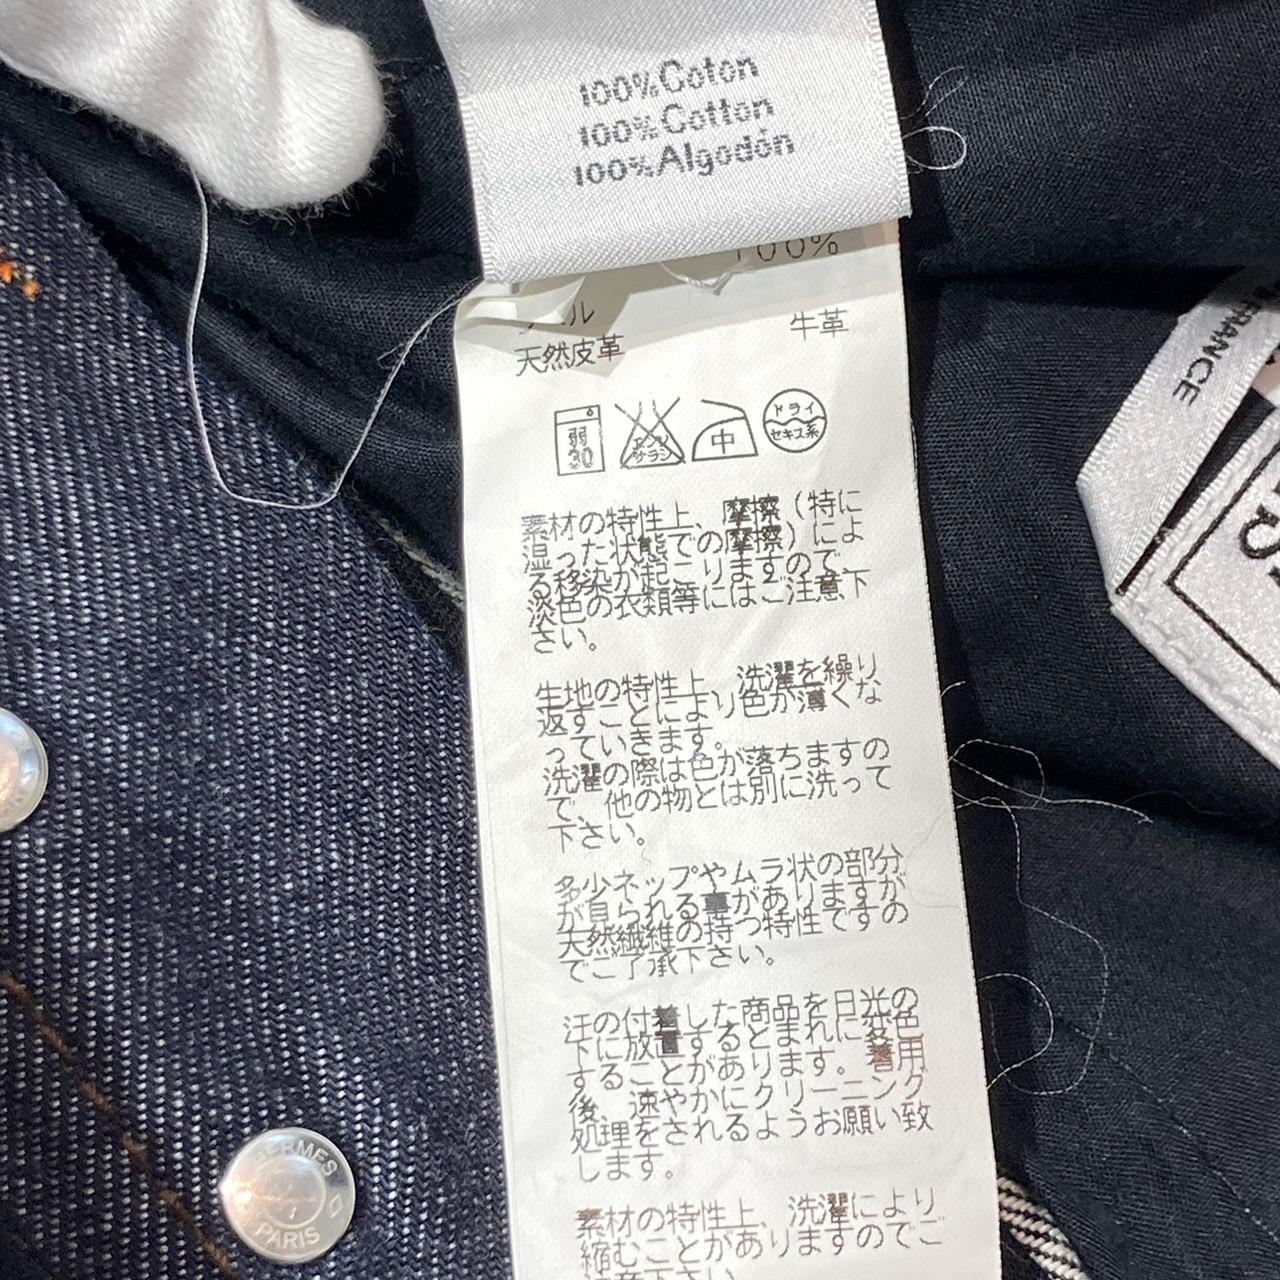 100%Coton
100%Cotton
100%Algodón
100%
天然皮革 牛革
弱
30
エンソ
サラシ
中
ドライ
セキユ系
素材の特性上、摩擦（特に
湿った状態での摩擦）によ
る移染が起こりますので、
淡色の衣類等にはご注意下
さい。
生地の特性上、洗濯を繰り
返すことにより色が薄くな
っていきます。
洗濯の際は色が落ちますの
で、他の物とは別に洗って
下さい。
多少ネップやムラ状の部分
が見られる事がありますが
天然繊維の持つ特性ですの
でご了承下さい。
汗の付着した商品を日光の
下に放置するとまれに変色
することがあります。着用
後、速やかにクリーニング
処理をされるようお願い致
します。
素材の特性上、洗濯により
縮むことがありますのでご
注意下さい
FRANCE
HERMES
PARIS